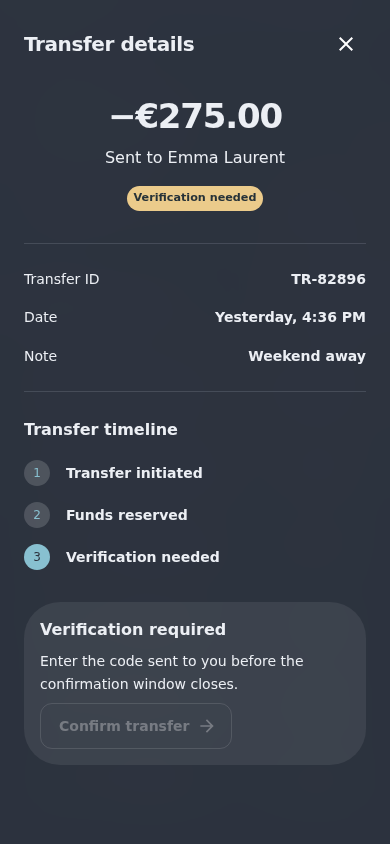 Transfer details
−€275.00
Sent to Emma Laurent
Verification needed
Transfer ID TR-82896
Date Yesterday, 4:36 PM
Note Weekend away
Transfer timeline
1 Transfer initiated
2 Funds reserved
3 Verification needed
Verification required
Enter the code sent to you before the
confirmation window closes.
Confirm transfer